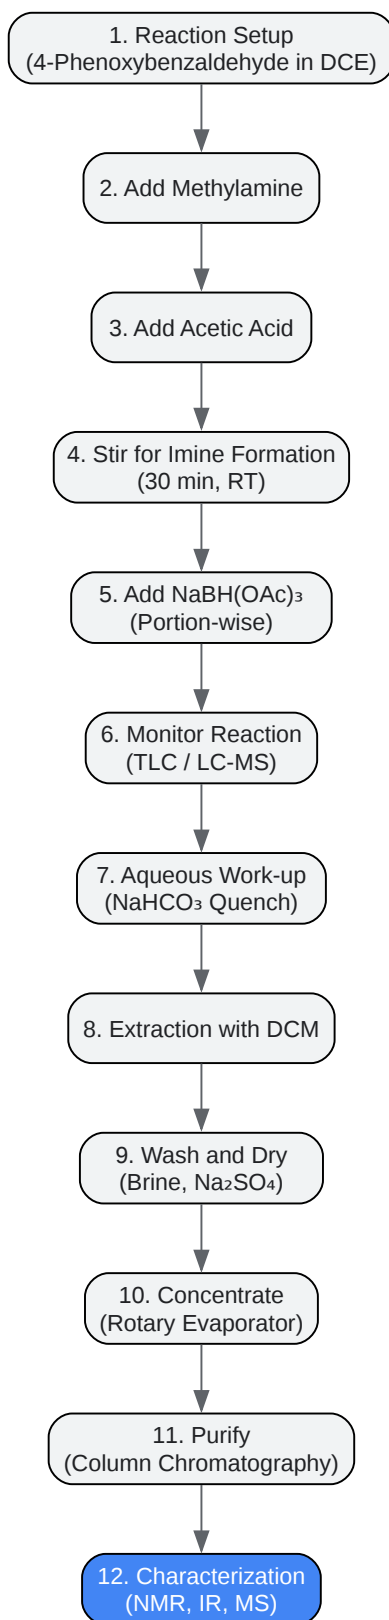 1. Reaction Setup
(4-Phenoxybenzaldehyde in DCE)
2. Add Methylamine
3. Add Acetic Acid
4. Stir for Imine Formation
(30 min, RT)
5. Add NaBH(OAc)₃
(Portion-wise)
6. Monitor Reaction
(TLC / LC-MS)
7. Aqueous Work-up
(NaHCO₃ Quench)
8. Extraction with DCM
9. Wash and Dry
(Brine, Na₂SO₄)
10. Concentrate
(Rotary Evaporator)
11. Purify
(Column Chromatography)
12. Characterization
(NMR, IR, MS)